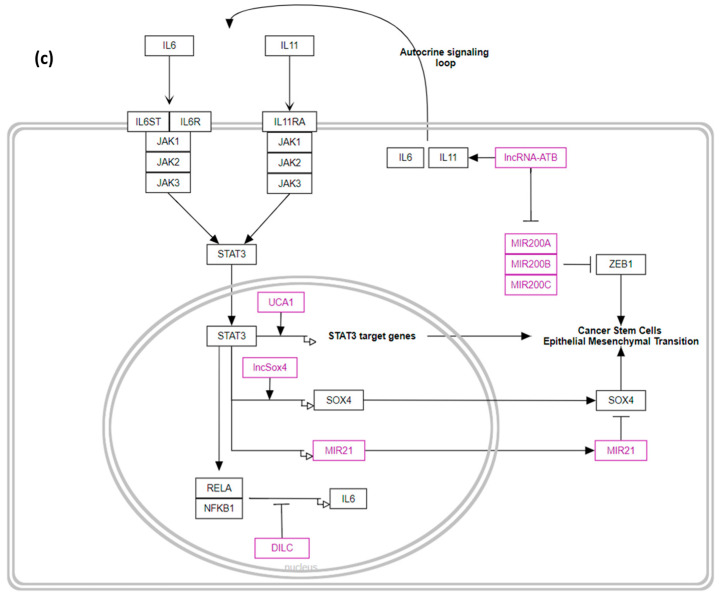 (c)
IL6
IL11
Autocrine signaling
loop
IL6ST
IL6R
IL11RA
JAK1
JAK1
JAK2
JAK2
JAK3
JAK3
IL6
IL11
lncRNA-ATB
STAT3
MIR200A
MIR200B
MIR200C
ZEB1
UCA1
STAT3
STAT3 target genes
Cancer Stem Cells
Epithelial Mesenchymal Transition
lncSox4
SOX4
SOX4
MIR21
MIR21
RELA
NFKB1
IL6
DILC
nucleus